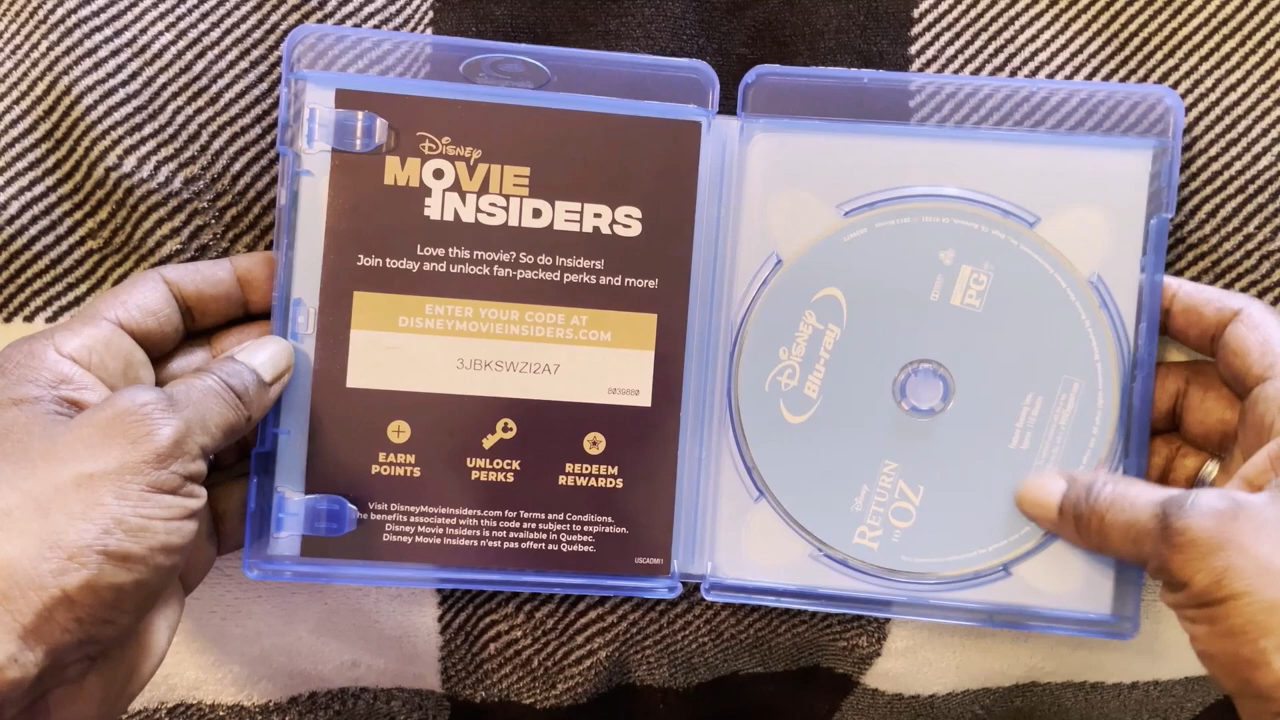 Disney
MOVIE
INSIDERS
Love this movie? So do Insiders!
Join today and unlock fan-packed perks and more!
ENTER YOUR CODE AT
DISNEYMOVIEINSIDERS.COM
3JBKSWZI2A7
8039880
EARN
POINTS
UNLOCK
PERKS
REDEEM
REWARDS
Visit DisneyMovieInsiders.com for Terms and Conditions.
he benefits associated with this code are subject to expiration.
Disney Movie Insiders is not available in Quebec.
Disney Movie Insiders n'est pas offert au Québec.
USCADMI1
PG
Disney
Blu-ray
Disney
RETURN
TO OZ